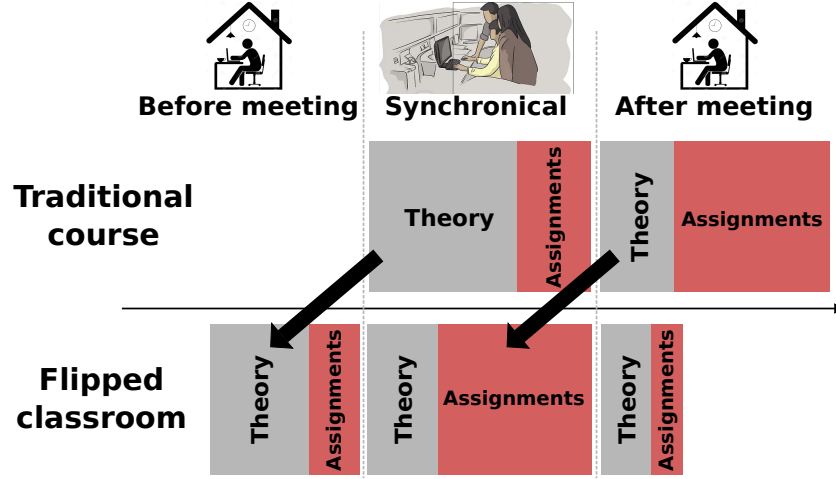 Before meeting
Synchronical
After meeting
Traditional
course
Theory
Assignments
Theory
Assignments
Flipped
classroom
Theory
Assignments
Theory
Assignments
Theory
Assignments